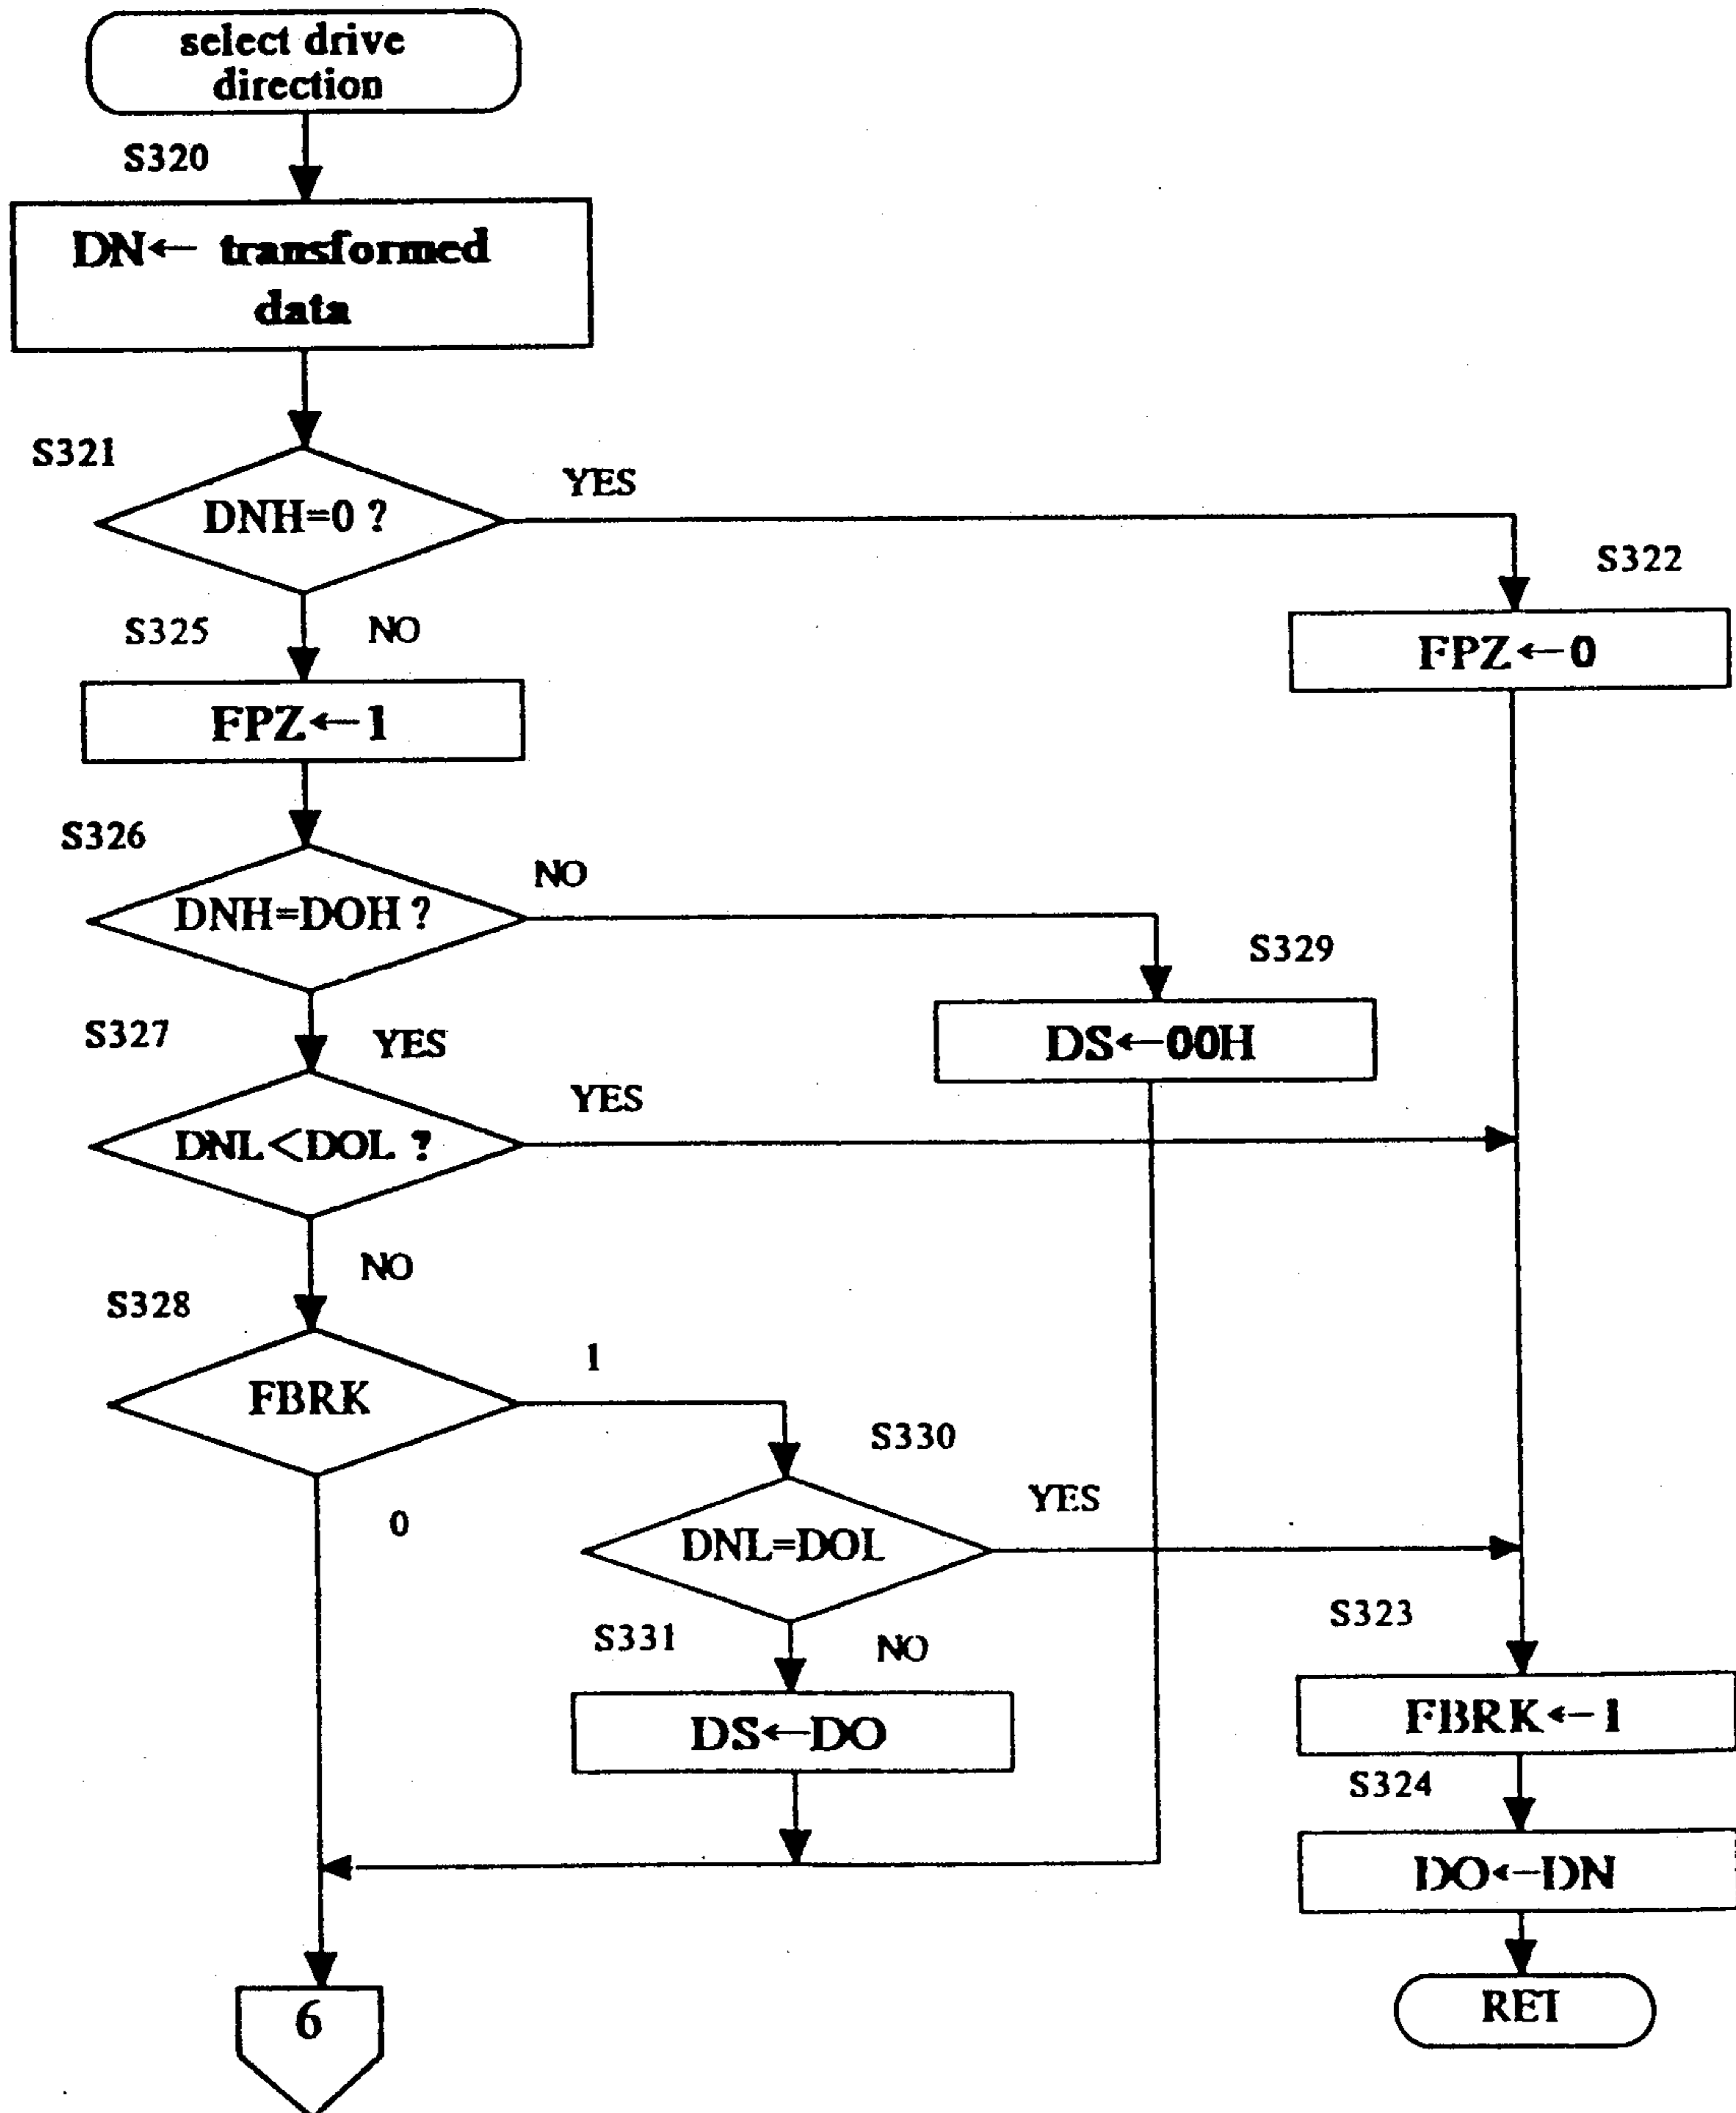 select drive
direction
S320
DN← transformed
data
S321
DNH=0 ?
YES
S322
FPZ←0
S325
NO
FPZ←1
S326
DNH=DOH ?
NO
S329
DS←00H
S327
YES
DNL<DOL ?
YES
NO
S328
FBRK
1
S330
0
DNL=DOL
YES
S323
S331
NO
DS←DO
FBRK←1
S324
DO←DN
6
RET